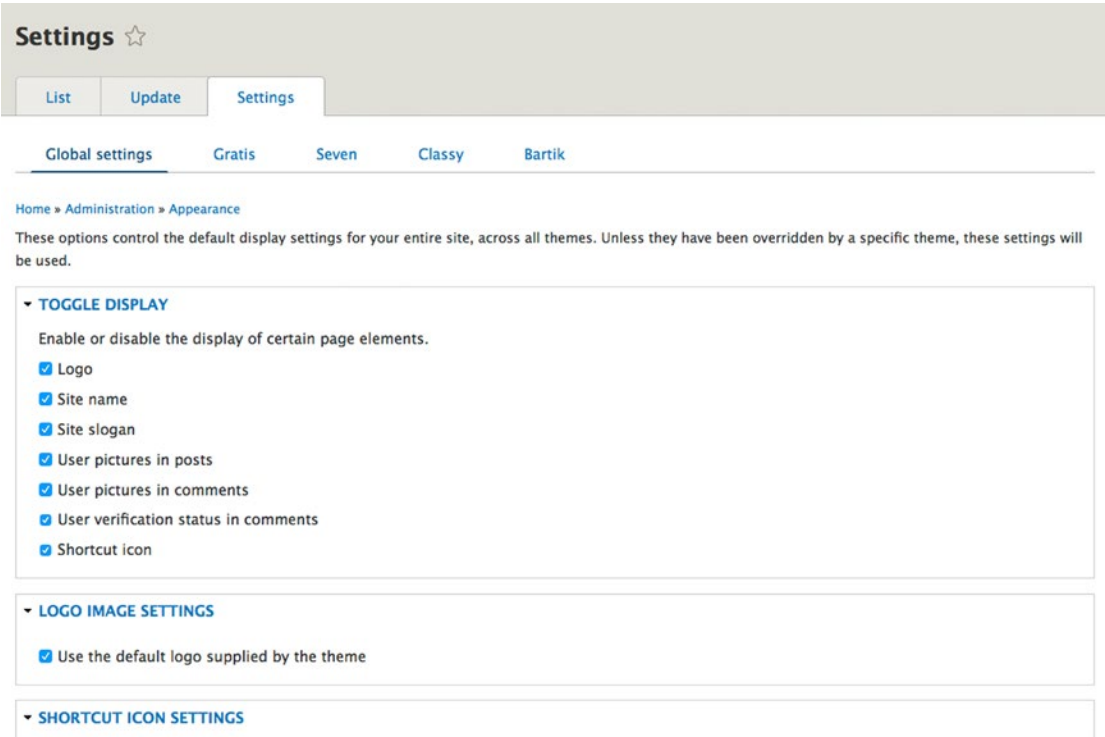 Settings
List Update Settings
Global settings Gratis Seven Classy Bartik
Home » Administration » Appearance
These options control the default display settings for your entire site, across all themes. Unless they have been overridden by a specific theme, these settings will
be used.
TOGGLE DISPLAY
Enable or disable the display of certain page elements.
Logo
Site name
Site slogan
User pictures in posts
User pictures in comments
User verification status in comments
Shortcut icon
LOGO IMAGE SETTINGS
Use the default logo supplied by the theme
SHORTCUT ICON SETTINGS